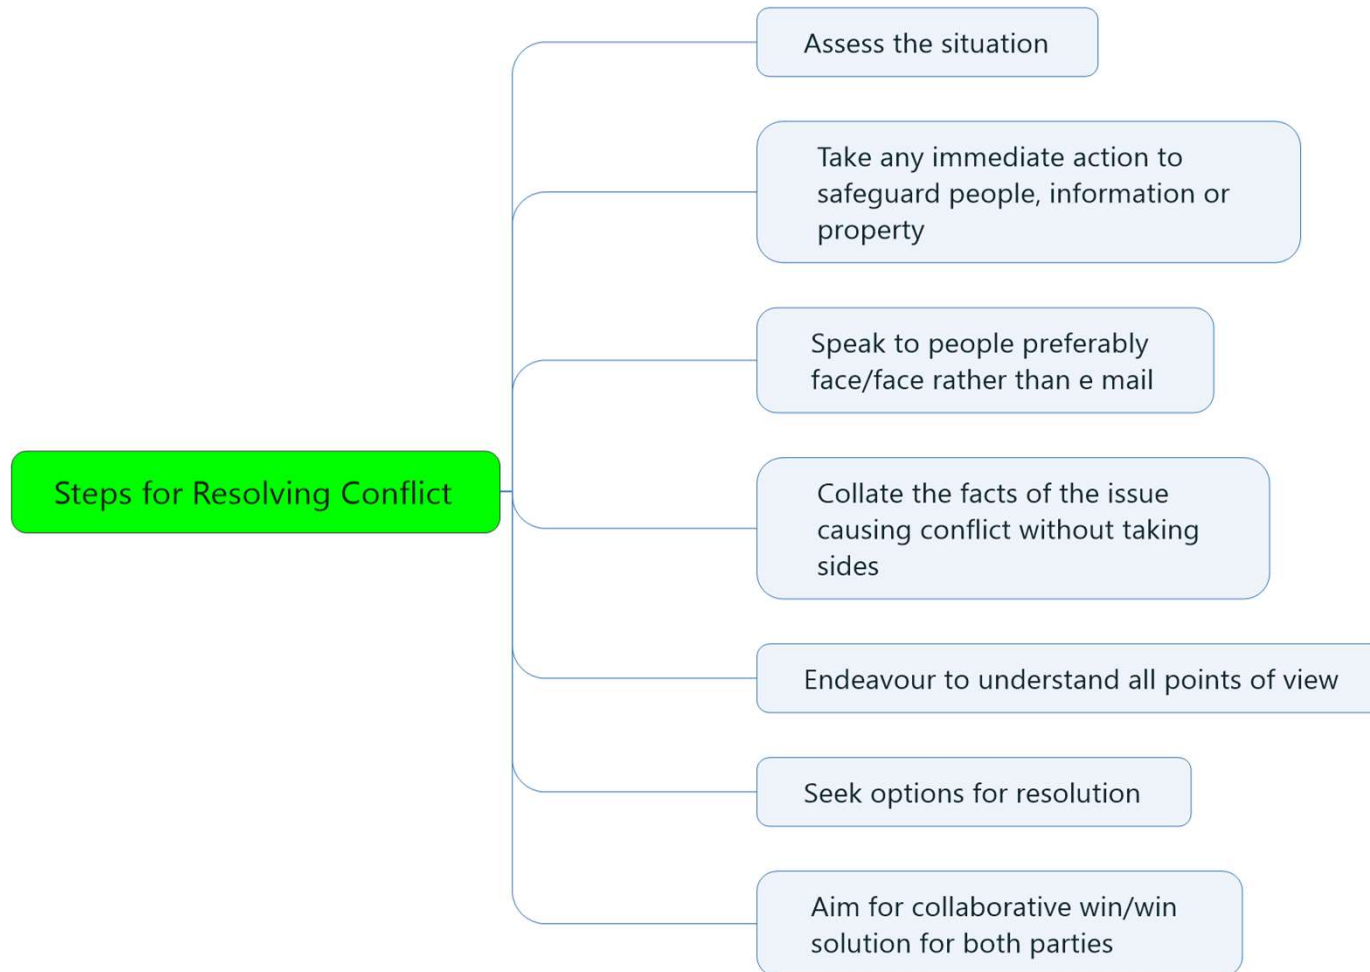 Assess the situation
Take any immediate action to
safeguard people, information or
property
Speak to people preferably
face/face rather than e mail
Steps for Resolving Conflict
Collate the facts of the issue
causing conflict without taking
sides
Endeavour to understand all points of view
Seek options for resolution
Aim for collaborative win/win
solution for both parties